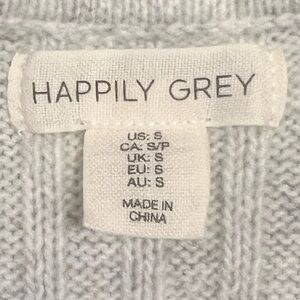 HAPPILY GREY
US: S
CA: S/P
UK: S
EU: S
AU: S
MADE IN
CHINA